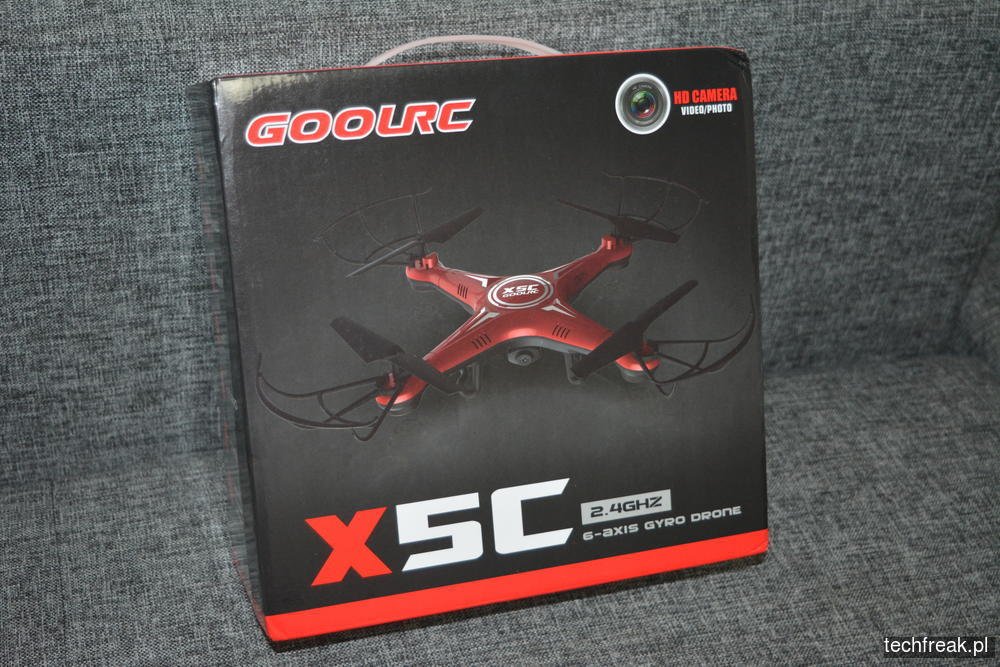 GOOLRC
HD CAMERA
VIDEO/PHOTO
X5C
GOOLRC
X5C
2.4GHZ
6-AXIS GYRO DRONE
techfreak.pl